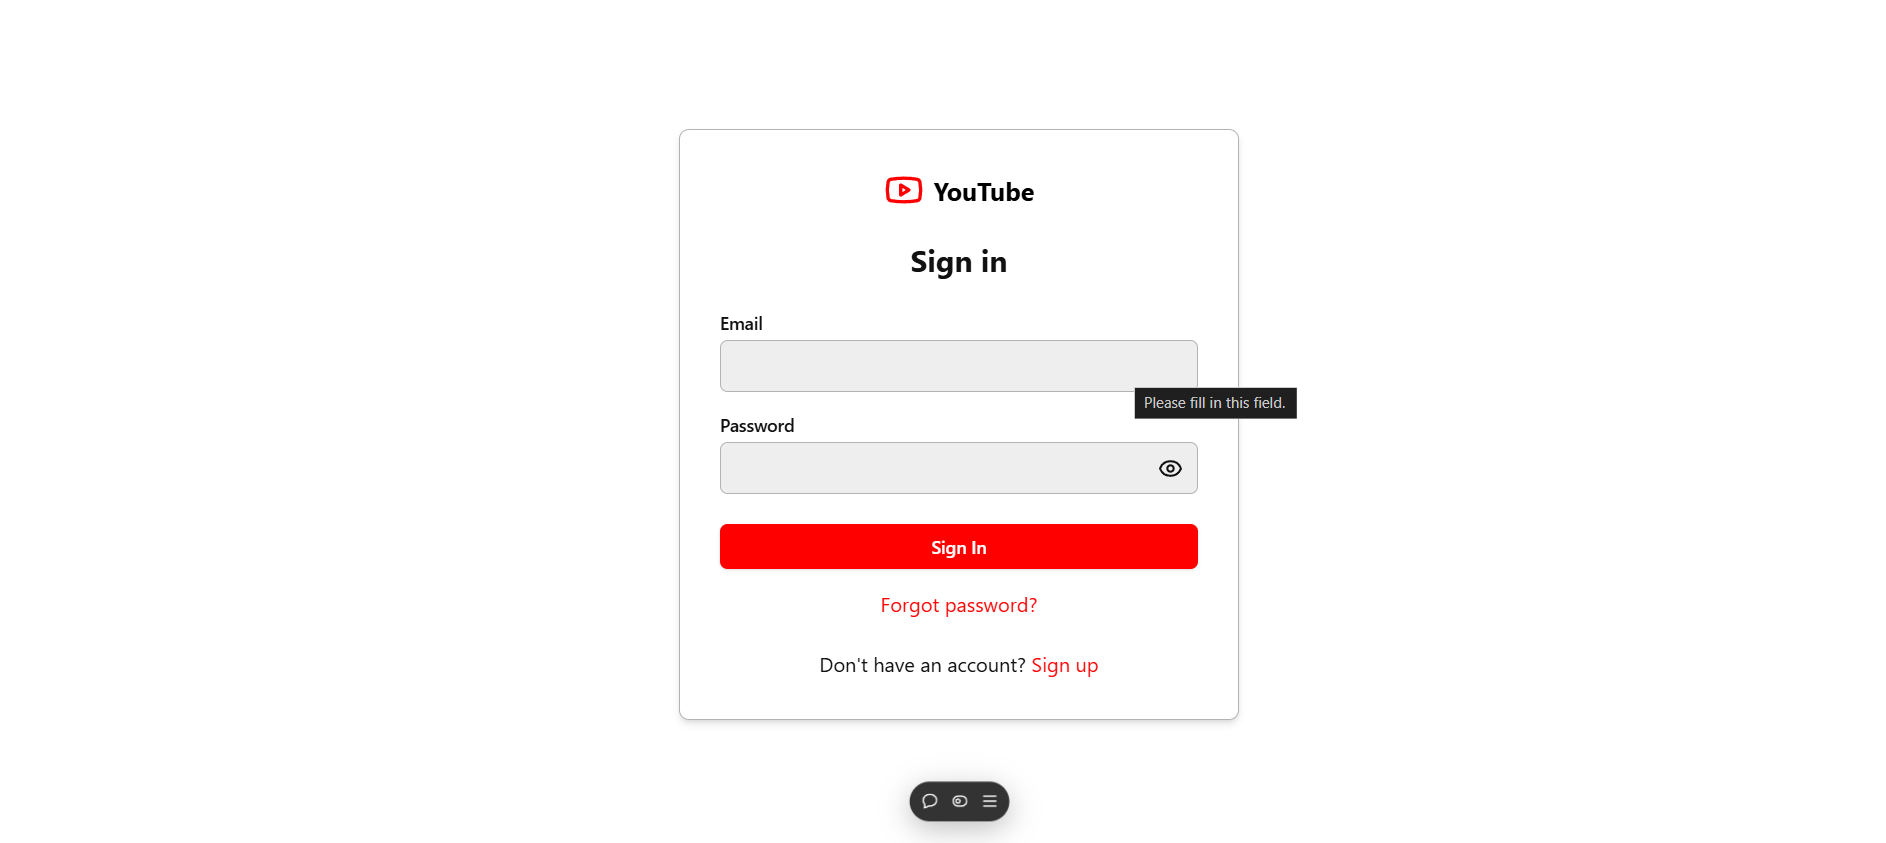 YouTube
Sign in
Email
Please fill in this field.
Password
Sign In
Forgot password?
Don't have an account? Sign up